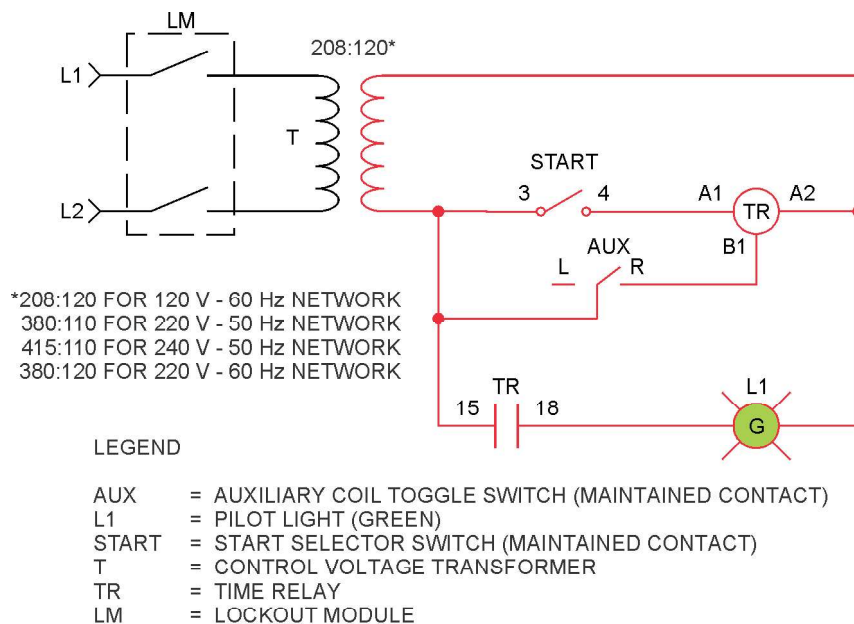 LM
208:120*
L1
T
L2
START
3 4 A1 TR A2
AUX B1
L R
*208:120 FOR 120 V - 60 Hz NETWORK
380:110 FOR 220 V - 50 Hz NETWORK
415:110 FOR 240 V - 50 Hz NETWORK
380:120 FOR 220 V - 60 Hz NETWORK
TR L1
15 18 G
LEGEND
AUX = AUXILIARY COIL TOGGLE SWITCH (MAINTAINED CONTACT)
L1 = PILOT LIGHT (GREEN)
START = START SELECTOR SWITCH (MAINTAINED CONTACT)
T = CONTROL VOLTAGE TRANSFORMER
TR = TIME RELAY
LM = LOCKOUT MODULE